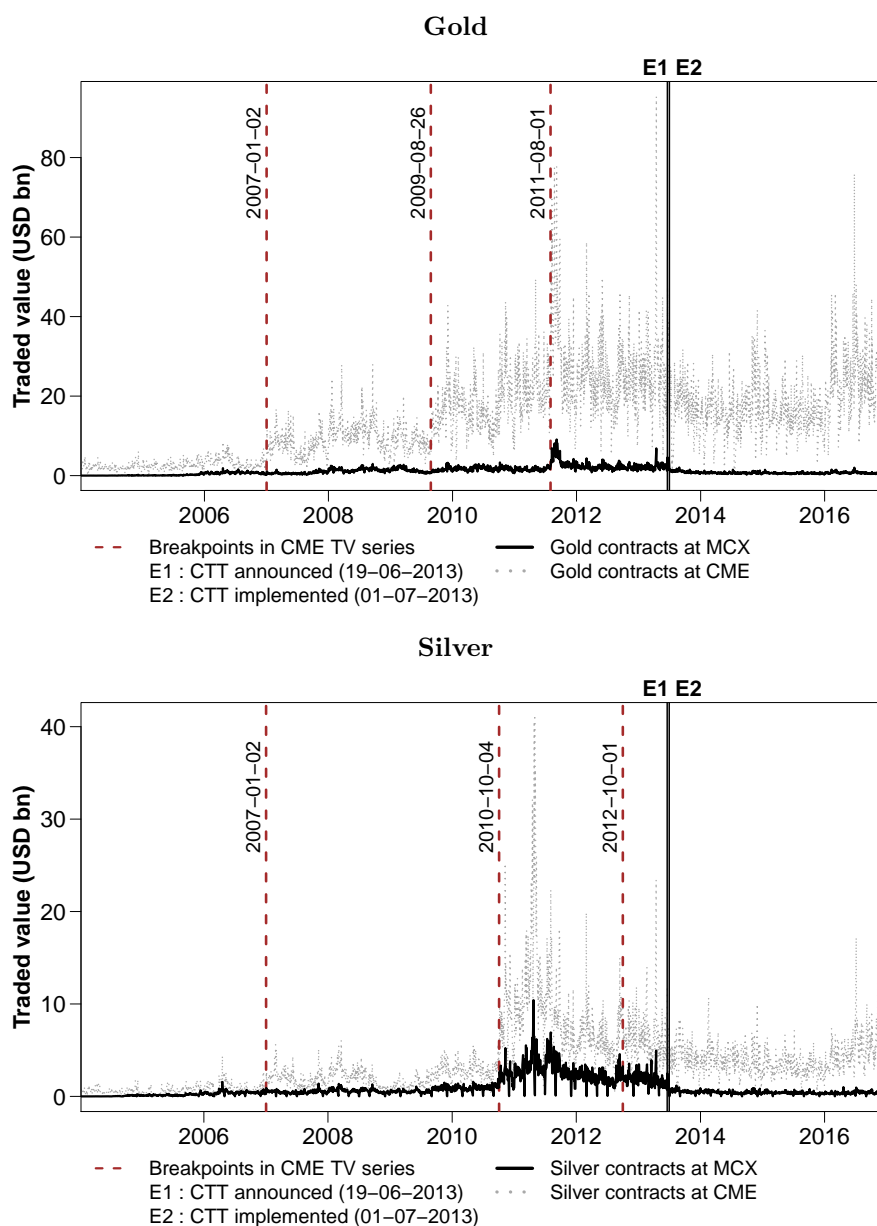 Gold
E1 E2
Traded value (USD bn)
80
60
40
20
0
2007−01−02
2009−08−26
2011−08−01
2006 2008 2010 2012 2014 2016
Breakpoints in CME TV series
E1 : CTT announced (19−06−2013)
E2 : CTT implemented (01−07−2013)
Gold contracts at MCX
Gold contracts at CME
Silver
E1 E2
Traded value (USD bn)
40
30
20
10
0
2007−01−02
2010−10−04
2012−10−01
2006 2008 2010 2012 2014 2016
Breakpoints in CME TV series
E1 : CTT announced (19−06−2013)
E2 : CTT implemented (01−07−2013)
Silver contracts at MCX
Silver contracts at CME